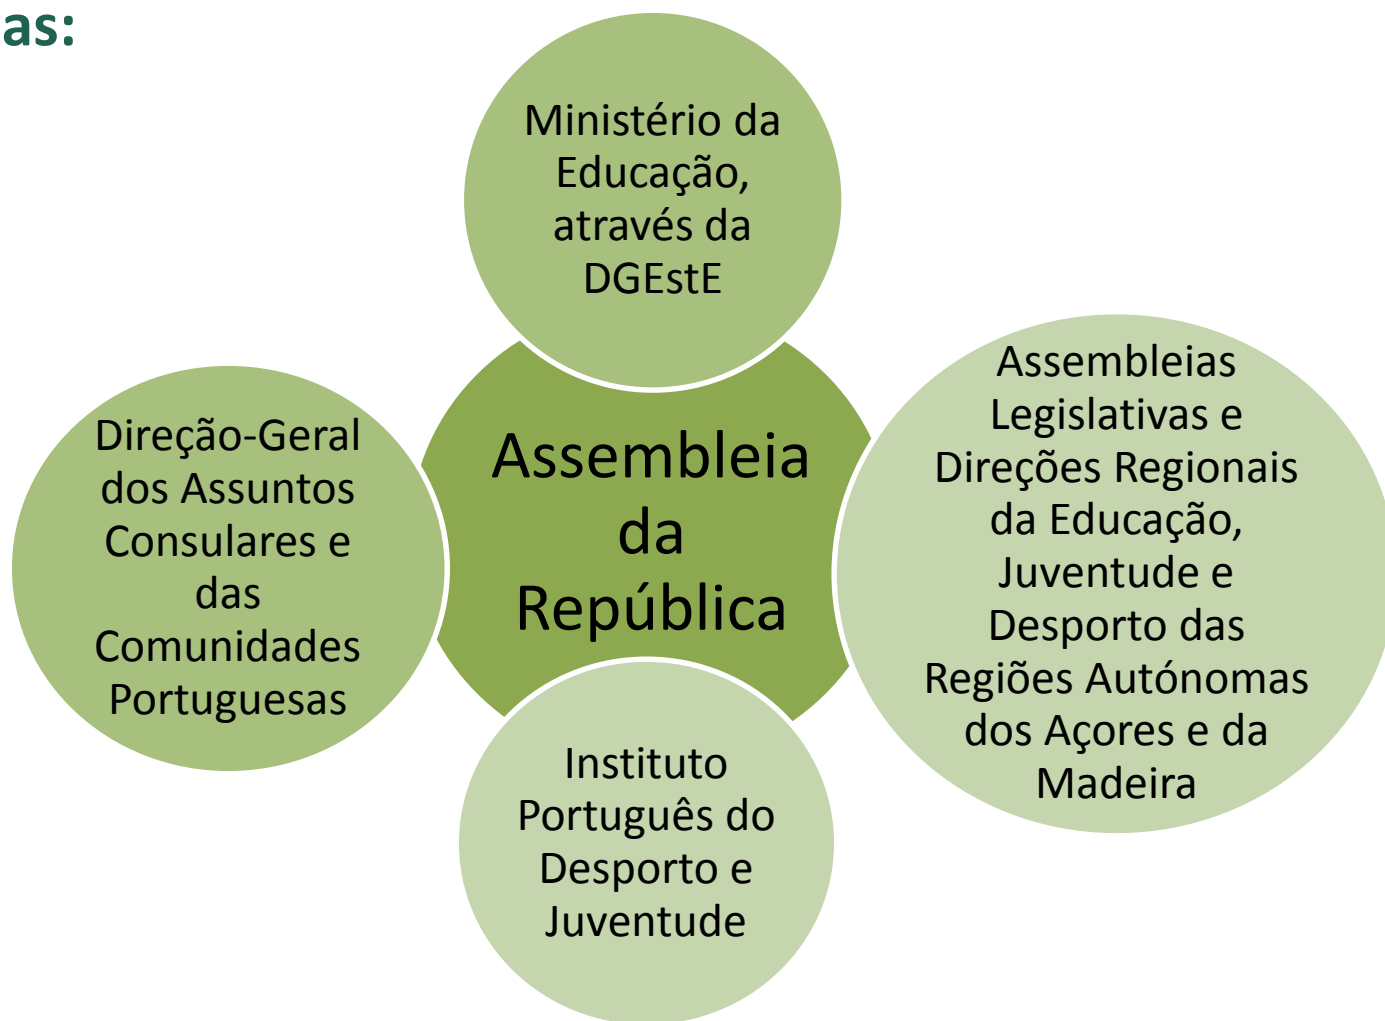 as:
Ministério da
Educação,
através da
DGEstE
Direção-Geral
dos Assuntos
Consulares e
das
Comunidades
Portuguesas
Assembleia
da
República
Assembleias
Legislativas e
Direções Regionais
da Educação,
Juventude e
Desporto das
Regiões Autónomas
dos Açores e da
Madeira
Instituto
Português do
Desporto e
Juventude